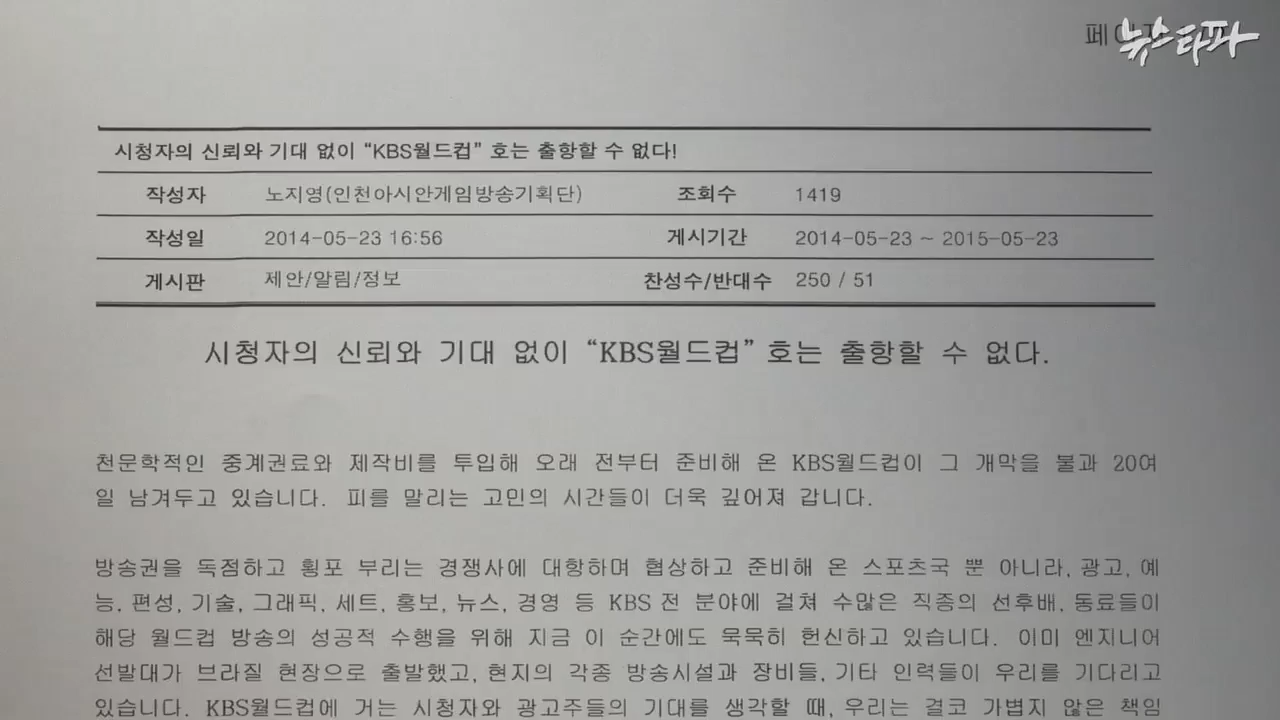 뉴스타파
시청자의 신뢰와 기대 없이 “KBS월드컵” 호는 출항할 수 없다!
작성자 노지영(인천아시안게임방송기획단) 조회수 1419
작성일 2014-05-23 16:56 게시기간 2014-05-23 ~ 2015-05-23
게시판 제안/알림/정보 찬성수/반대수 250 / 51
시청자의 신뢰와 기대 없이 “KBS월드컵” 호는 출항할 수 없다.
천문학적인 중계권료와 제작비를 투입해 오래 전부터 준비해 온 KBS월드컵이 그 개막을 불과 20여
일 남겨두고 있습니다. 피를 말리는 고민의 시간들이 더욱 깊어져 갑니다.
방송권을 독점하고 횡포 부리는 경쟁사에 대항하며 협상하고 준비해 온 스포츠국 뿐 아니라, 광고, 예
능, 편성, 기술, 그래픽, 세트, 홍보, 뉴스, 경영 등 KBS 전 분야에 걸쳐 수많은 직종의 선후배, 동료들이
해당 월드컵 방송의 성공적 수행을 위해 지금 이 순간에도 묵묵히 헌신하고 있습니다. 이미 엔지니어
선발대가 브라질 현장으로 출발했고, 현지의 각종 방송시설과 장비들, 기타 인력들이 우리를 기다리고
있습니다. KBS월드컵에 거는 시청자와 광고주들의 기대를 생각할 때, 우리는 결코 가볍지 않은 책임